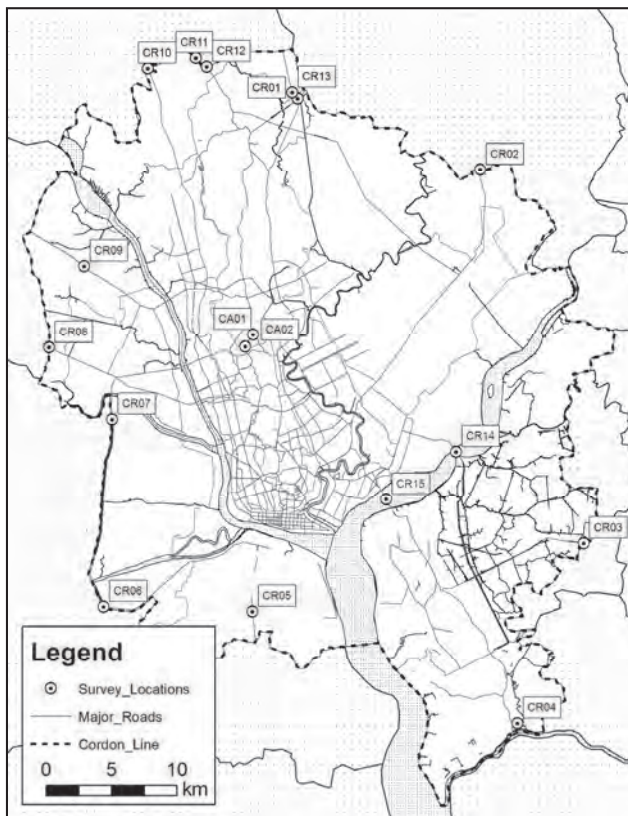 CR11
CR10
CR12
CR01
CR13
CR02
CR09
CA01
CA02
CR08
CR07
CR14
CR15
CR03
CR06
CR05
CR04
Legend
Survey_Locations
Major_Roads
Cordon_Line
0 5 10
km